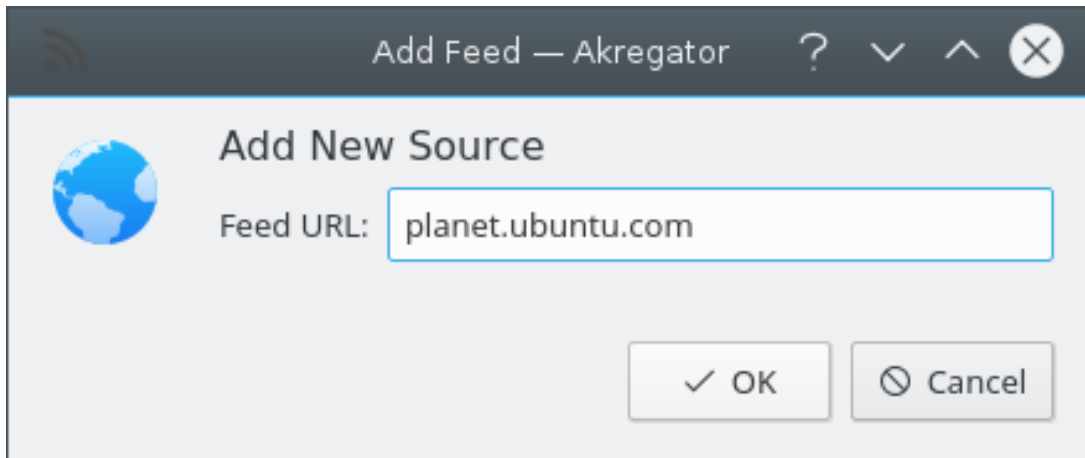 Add Feed — Akregator
Add New Source
Feed URL: planet.ubuntu.com
OK Cancel